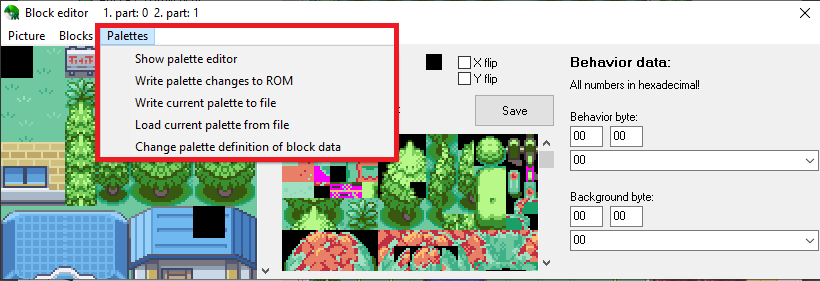 Block editor 1. part: 0 2. part: 1
Picture Blocks Palettes
Show palette editor
Write palette changes to ROM
Write current palette to file
Load current palette from file
Change palette definition of block data
X flip
Y flip
Save
Behavior data:
All numbers in hexadecimal!
Behavior byte:
00 00
00
Background byte:
00 00
00